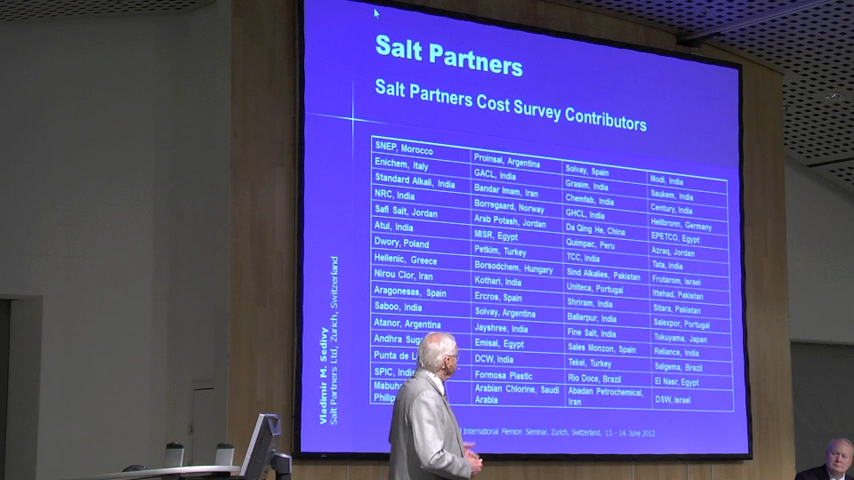 Salt Partners
Salt Partners Cost Survey Contributors
SNEP, Morocco Proinsal, Argentina Solvay, Spain Modi, India
Enichem, Italy GACL, India Grasim, India Saukem, India
Standard Alkali, India Bandar Imam, Iran Chemfab, India Century, India
NRC, India Borregaard, Norway GHCL, India Heilbronn, Germany
Safi Salt, Jordan Arab Potash, Jordan Da Qing He, China EPETCO, Egypt
Atul, India MISR, Egypt Quimpac, Peru Azraq, Jordan
Dwory, Poland Petkim, Turkey TCC, India Tata, India
Hellenic, Greece Borsodchem, Hungary Sind Alkalies, Pakistan Frutarom, Israel
Nirou Clor, Iran Kothari, India Uniteca, Portugal Ittehad, Pakistan
Aragonesas, Spain Ercros, Spain Shriram, India Sitara, Pakistan
Saboo, India Solvay, Argentina Ballarpur, India Salexpor, Portugal
Atanor, Argentina Jayshree, India Fine Salt, India Tokuyama, Japan
Andhra Emisal, Egypt Sales Monzon, Spain Reliance, India
Punta de DCW, India Tekel, Turkey Salgema, Brazil
SPIC, Formosa Plastic Rio Doce, Brazil El Nasr, Egypt
Arabian Chlorine, Saudi Arabia Abadan Petrochemical, Iran DSW, Israel
Vladimir M. Sedivy
Salt Partners Ltd, Zurich, Switzerland
International Flemion Seminar, Zurich, Switzerland, 13. - 14. June 2012